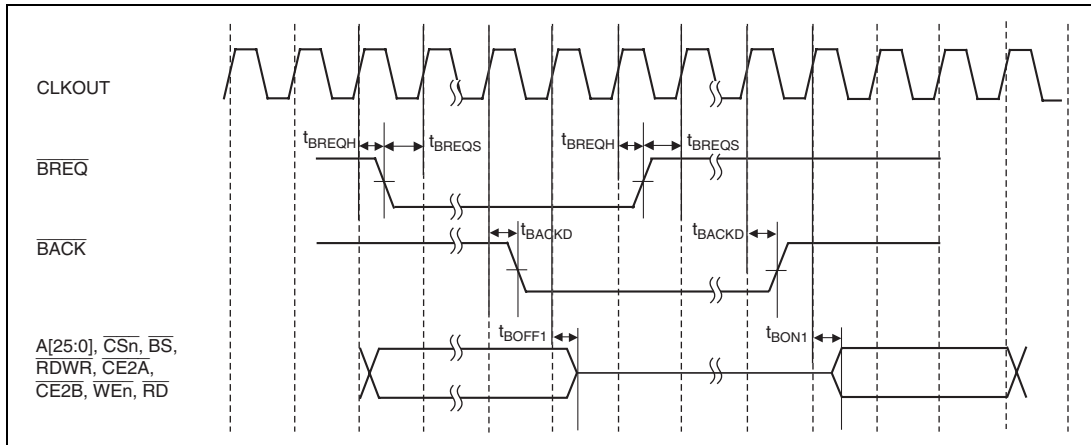 CLKOUT
tBREQH tBREQS tBREQH tBREQS
BREQ
BACK
tBACKD tBACKD
tBOFF1 tBON1
A[25:0], CSn, BS,
RDWR, CE2A,
CE2B, WEn, RD